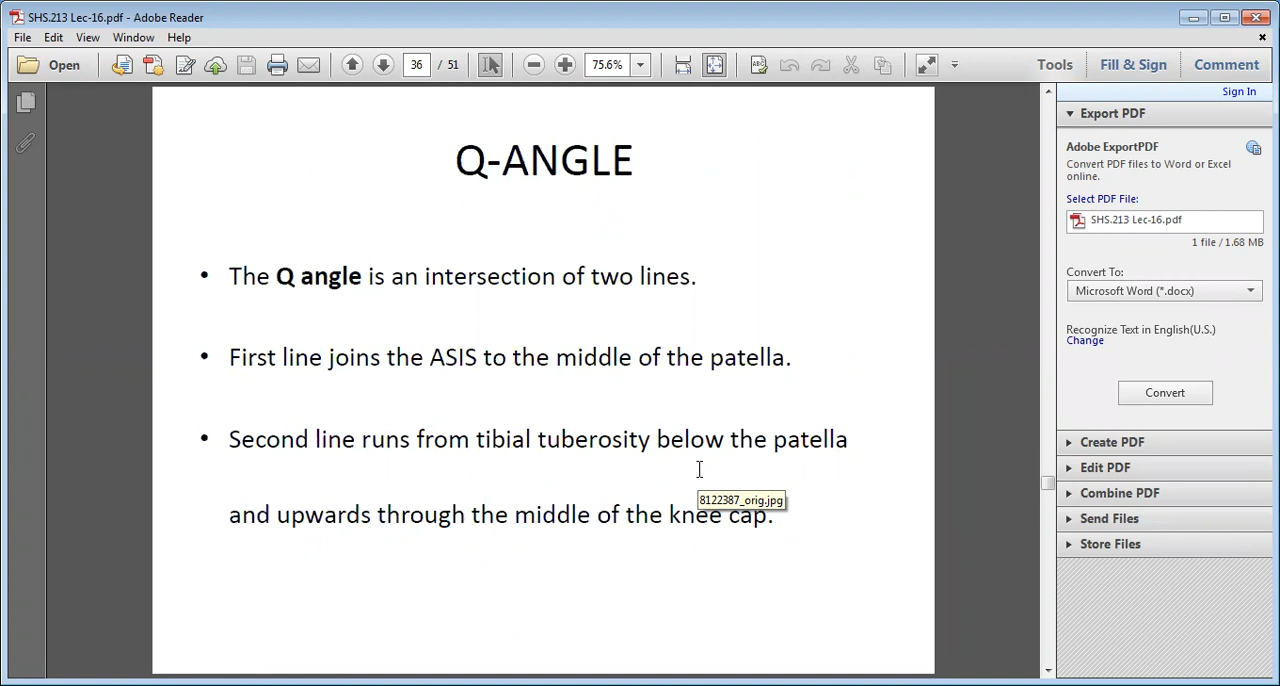 SHS.213 Lec-16.pdf - Adobe Reader
File Edit View Window Help
Open 36 / 51 75.6% Tools Fill & Sign Comment
Sign In
Export PDF
Adobe ExportPDF
Convert PDF files to Word or Excel
online.
Select PDF File:
SHS.213 Lec-16.pdf
1 file / 1.68 MB
Convert To:
Microsoft Word (*.docx)
Recognize Text in English(U.S.)
Change
Convert
Create PDF
Edit PDF
Combine PDF
Send Files
Store Files
Q-ANGLE
• The Q angle is an intersection of two lines.
• First line joins the ASIS to the middle of the patella.
• Second line runs from tibial tuberosity below the patella
8122387_orig.jpg
and upwards through the middle of the knee cap.